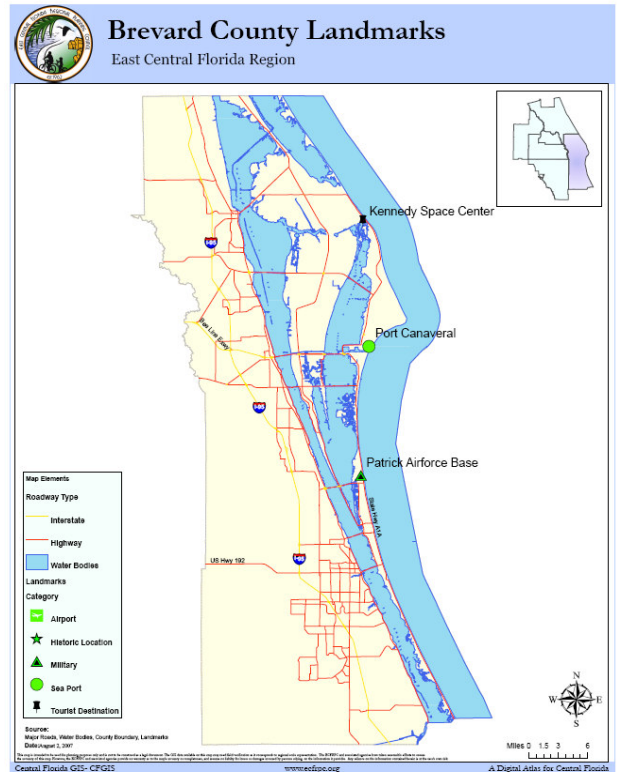 Brevard County Landmarks
East Central Florida Region
Kennedy Space Center
I-95
Port Canaveral
Bee Line Expy
I-95
Patrick Airforce Base
State Hwy A1A
I-95
US Hwy 192
Map Elements
Roadway Type
Interstate
Highway
Water Bodies
Landmarks
Category
Airport
Historic Location
Military
Sea Port
Tourist Destination
N
W E
S
Source:
Major Roads, Water Bodies, County Boundary, Landmarks
Date:August 2, 2007
Miles 0 1.5 3 6
Central Florida GIS- CFGIS www.ecfrpc.org A Digital Atlas for Central Florida